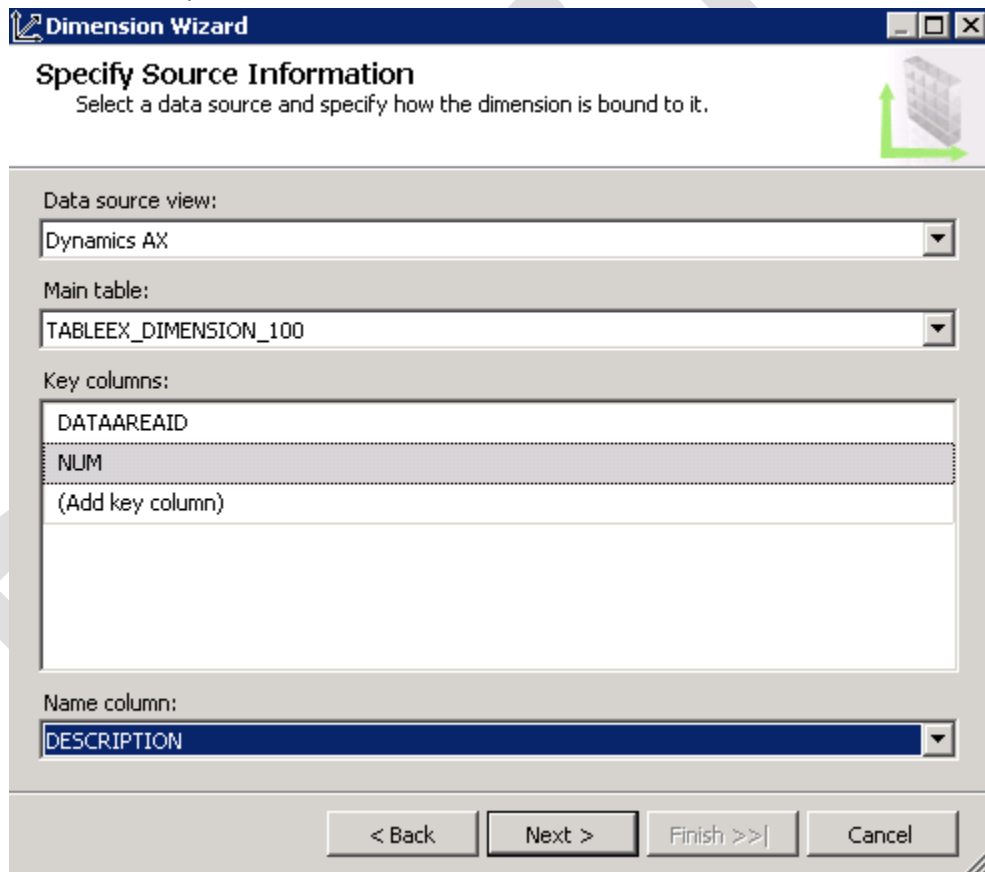 Dimension Wizard
Specify Source Information
Select a data source and specify how the dimension is bound to it.
Data source view:
Dynamics AX
Main table:
TABLEEX_DIMENSION_100
Key columns:
DATAAREAID
NUM
(Add key column)
Name column:
DESCRIPTION
< Back Next > Finish >>| Cancel